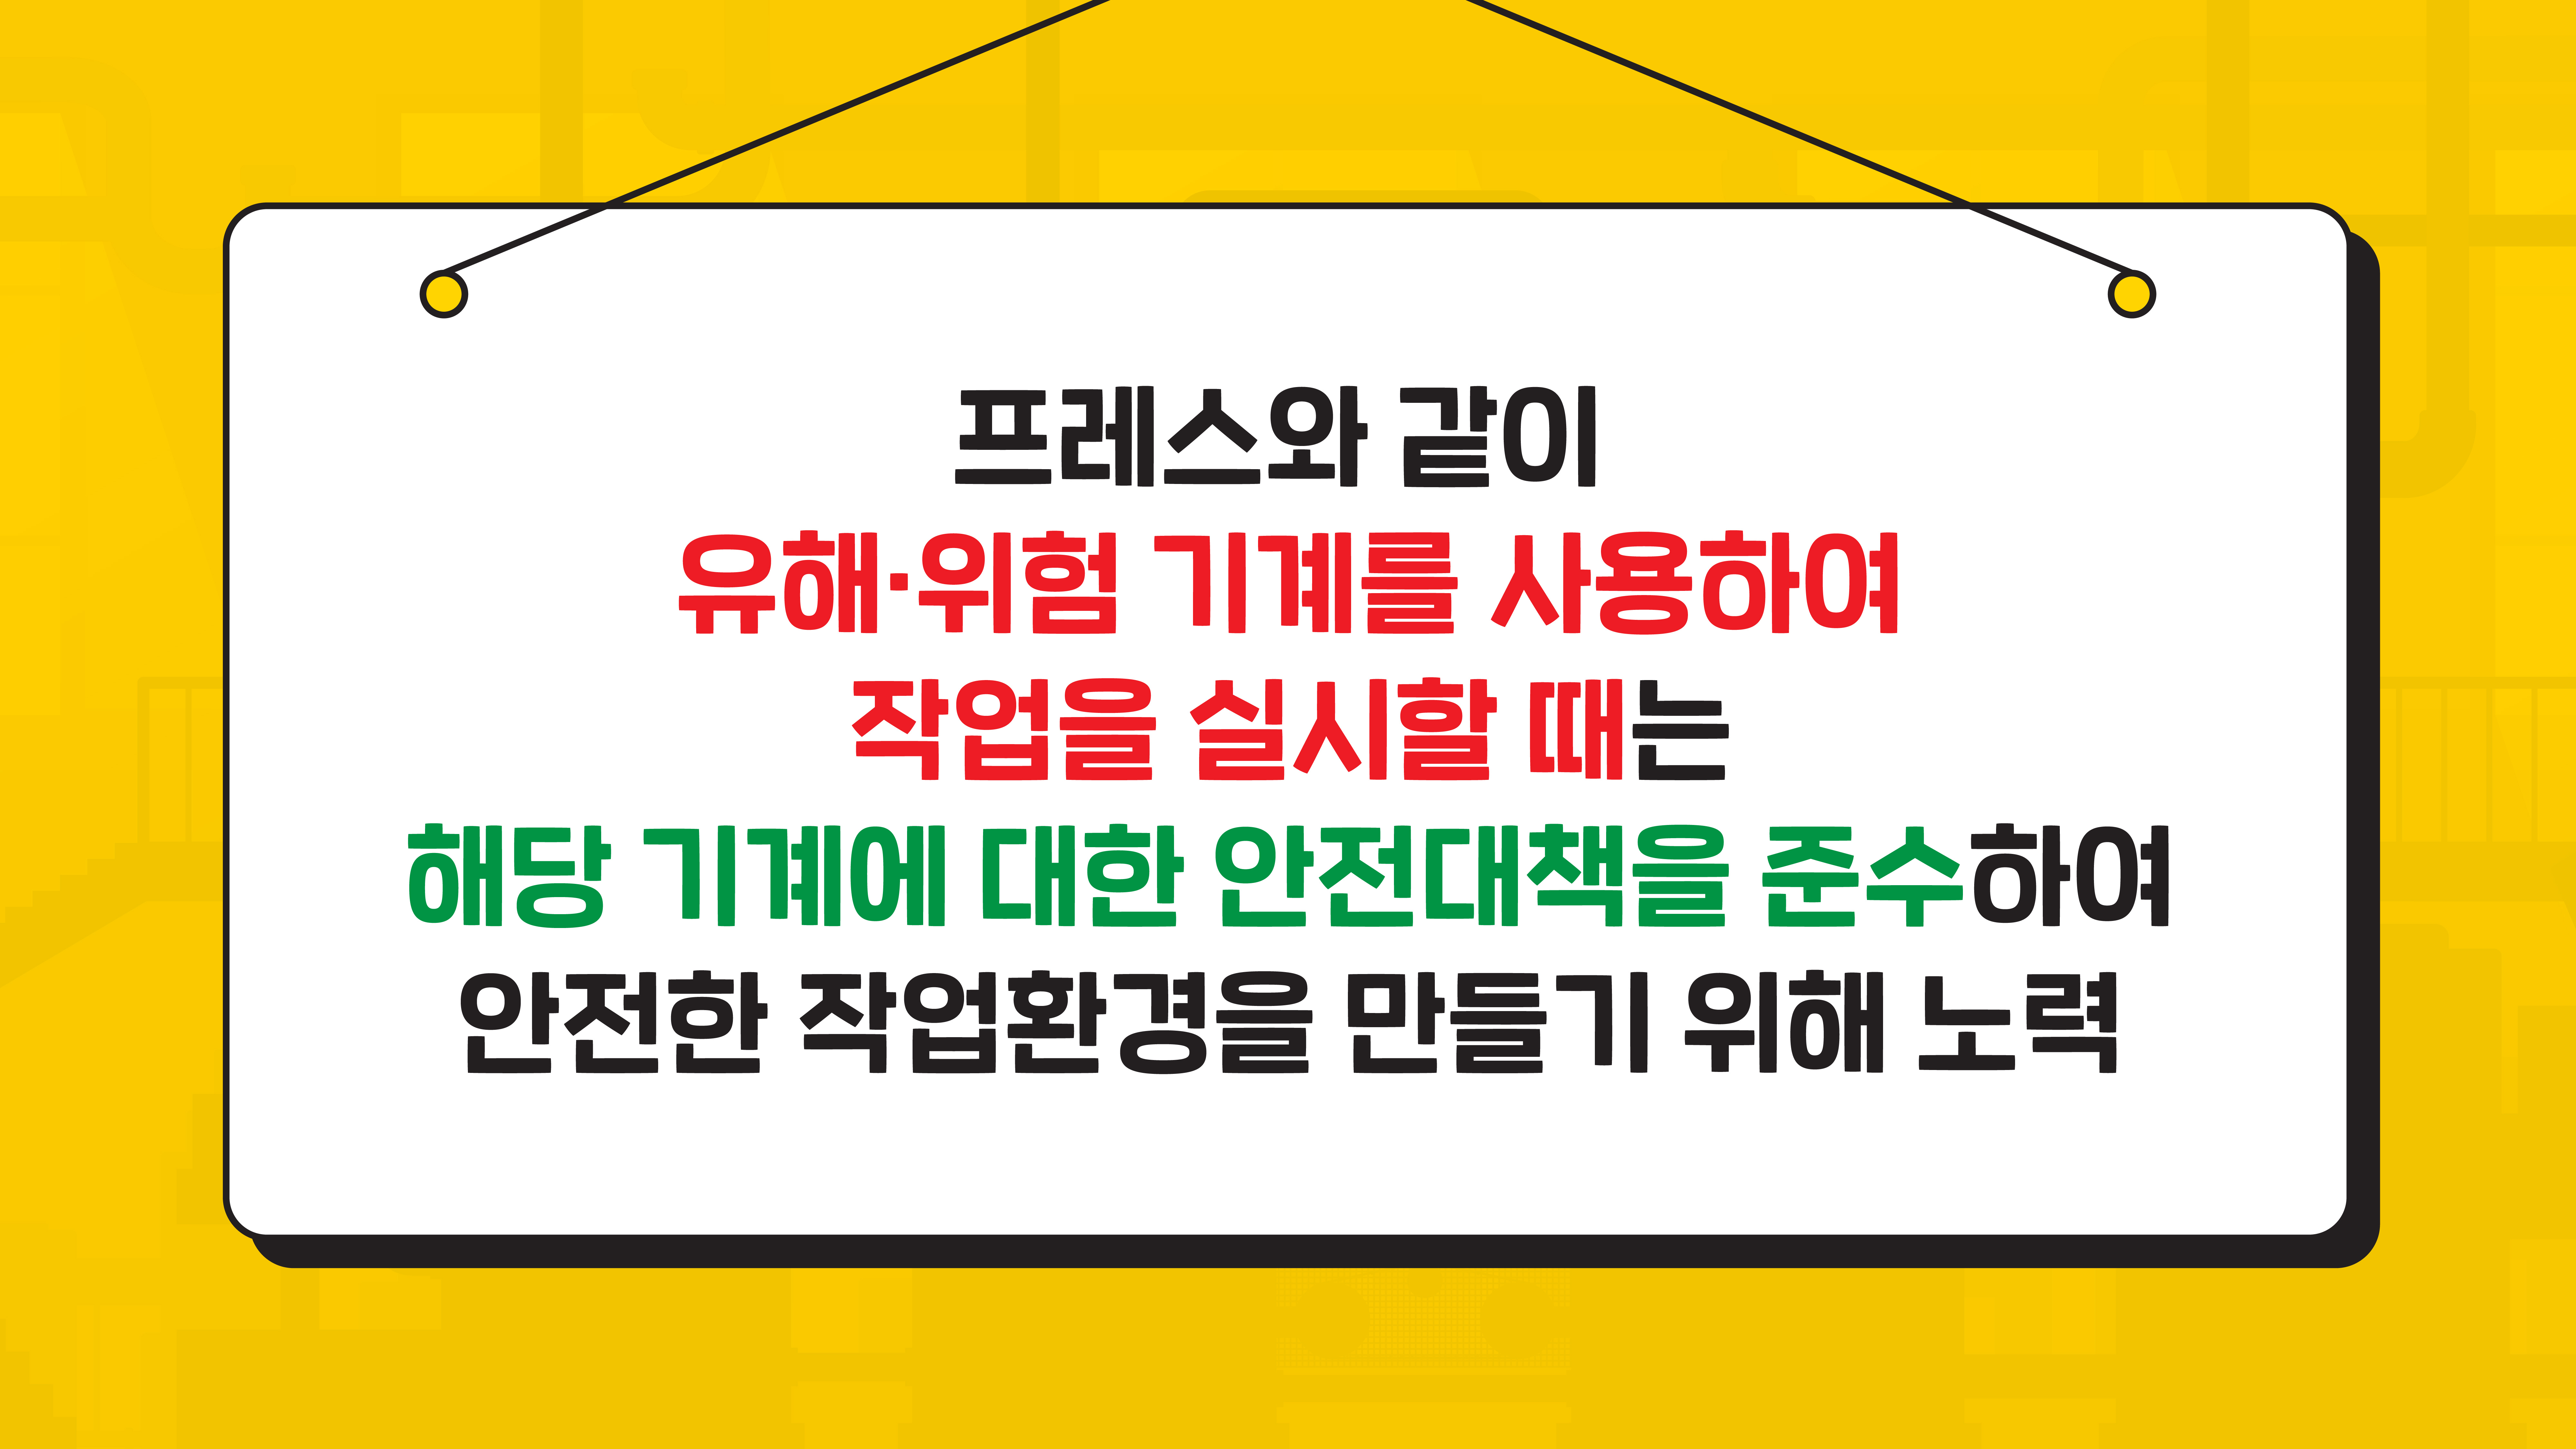 프레스와 같이
유해·위험 기계를 사용하여
작업을 실시할 때는
해당 기계에 대한 안전대책을 준수하여
안전한 작업환경을 만들기 위해 노력